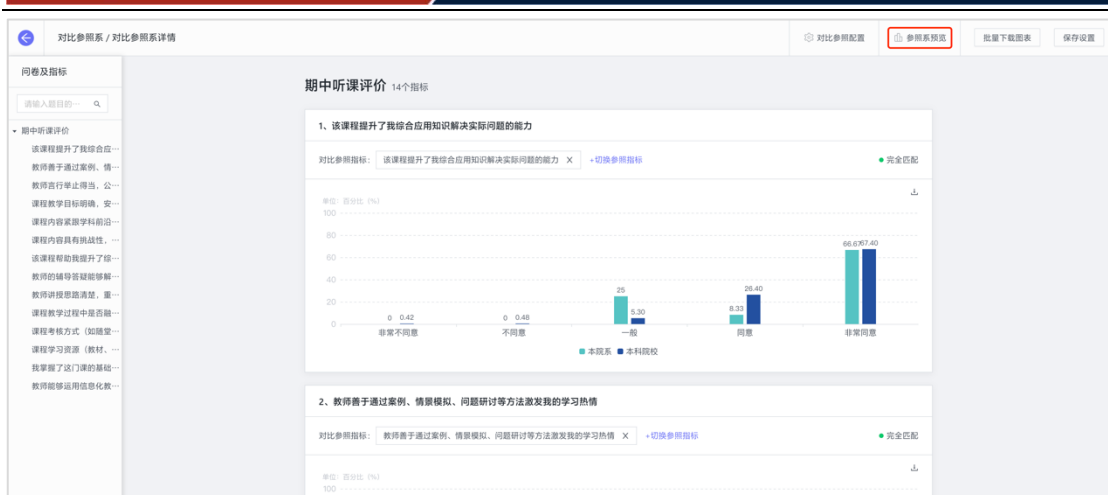 对比参照系 / 对比参照系详情
对比参照配置
参照系预览
批量下载图表
保存设置
问卷及指标
请输入题目的…
期中听课评价
该课程提升了我综合应…
教师善于通过案例、情…
教师言行举止得当，公…
课程教学目标明确，安…
课程内容紧跟学科前沿…
课程内容具有挑战性，…
该课程帮助我提升了综…
教师的辅导答疑能够解…
教师讲授思路清楚，重…
课程教学过程中是否融…
课程考核方式（如随堂…
课程学习资源（教材、…
我掌握了这门课的基础…
教师能够运用信息化教…
期中听课评价 14个指标
1、该课程提升了我综合应用知识解决实际问题的能力
对比参照指标： 该课程提升了我综合应用知识解决实际问题的能力 X +切换参照指标
完全匹配
单位：百分比（%）
100
80
60
40
20
0
0 0.42
0 0.48
25 5.30
8.33 26.40
66.67 67.40
非常不同意 不同意 一般 同意 非常同意
本院系 本科院校
2、教师善于通过案例、情景模拟、问题研讨等方法激发我的学习热情
对比参照指标： 教师善于通过案例、情景模拟、问题研讨等方法激发我的学习热情 X +切换参照指标
完全匹配
单位：百分比（%）
100